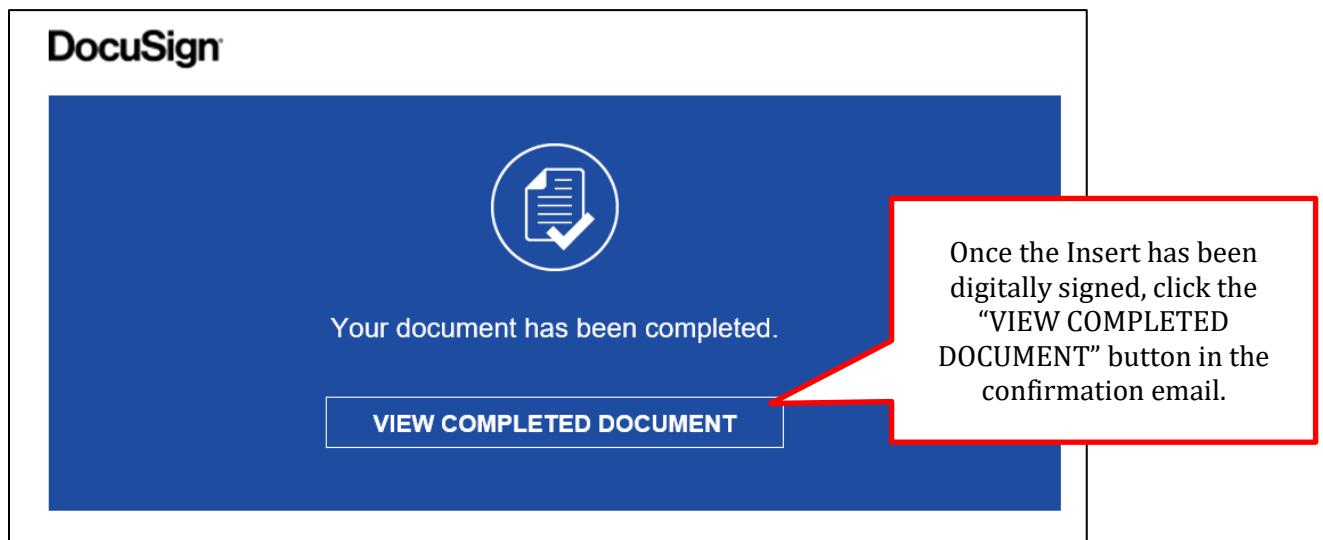 DocuSign
Your document has been completed.
VIEW COMPLETED DOCUMENT
Once the Insert has been
digitally signed, click the
“VIEW COMPLETED
DOCUMENT” button in the
confirmation email.